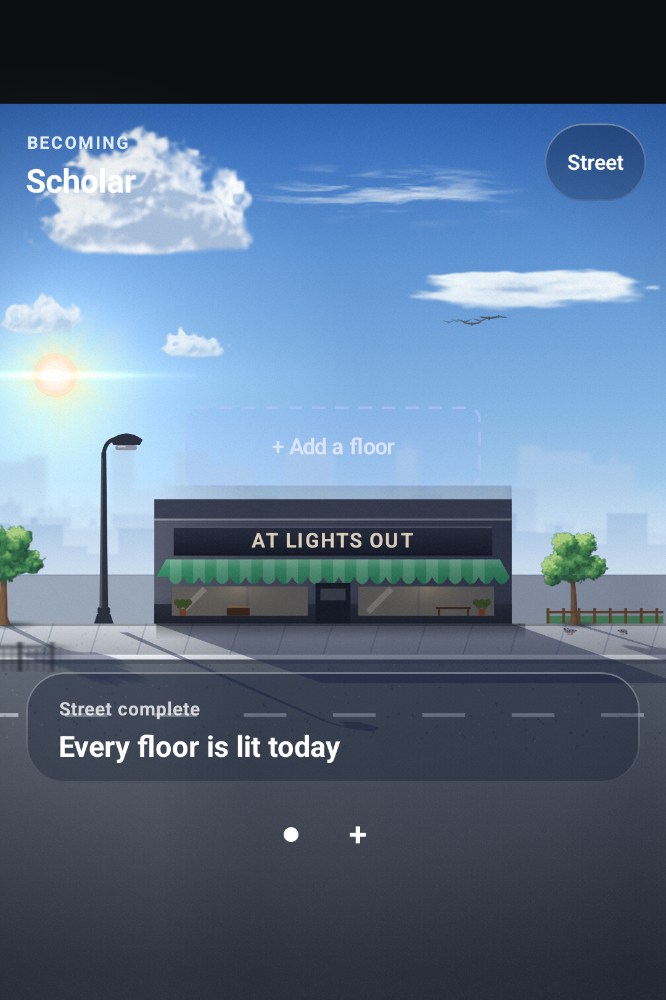 BECOMING
Scholar
Street
+ Add a floor
AT LIGHTS OUT
Street complete
Every floor is lit today
+